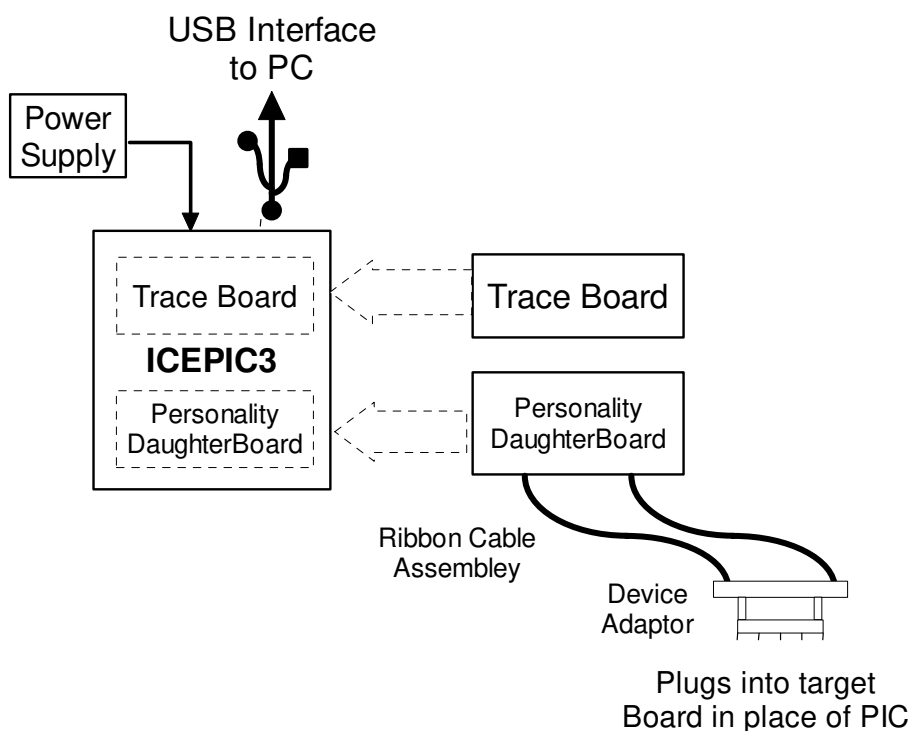 USB Interface
to PC
Power
Supply
Trace Board
ICEPIC3
Personality
DaughterBoard
Trace Board
Personality
DaughterBoard
Ribbon Cable
Assembley
Device
Adaptor
Plugs into target
Board in place of PIC